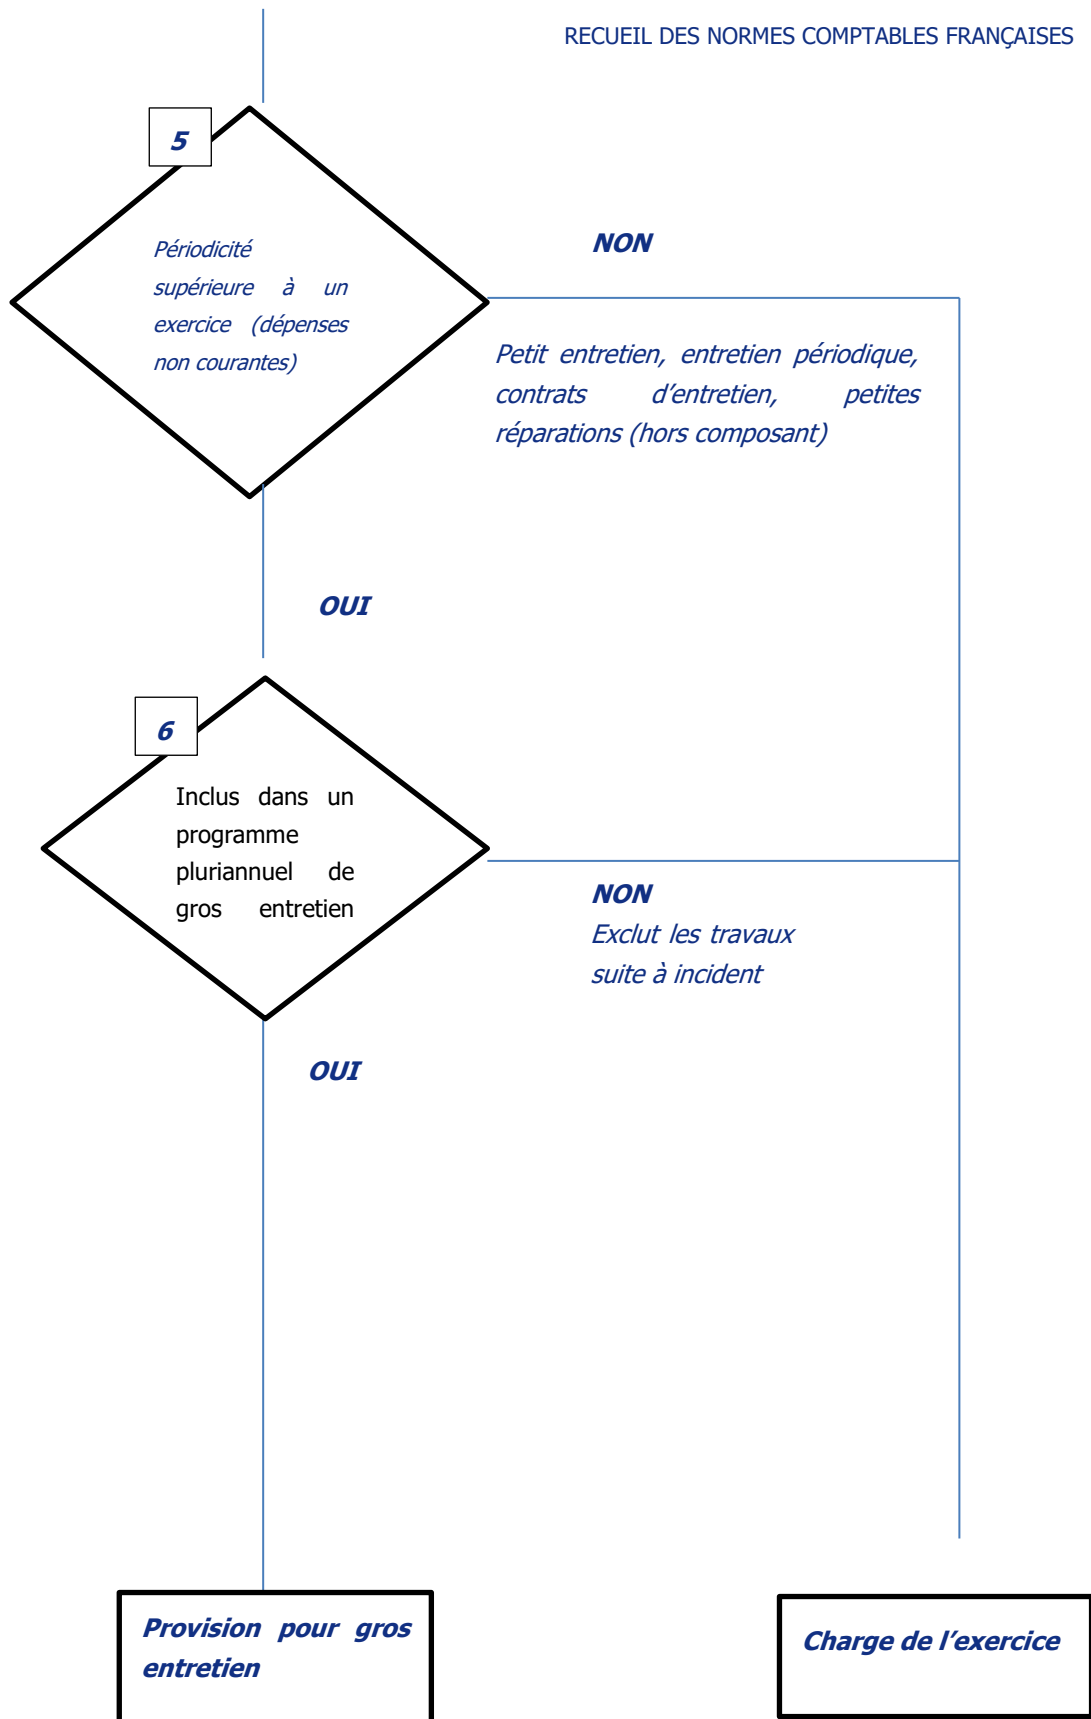 RECUEIL DES NORMES COMPTABLES FRANÇAISES
5
Périodicité
supérieure à un
exercice (dépenses
non courantes)
NON
Petit entretien, entretien périodique,
contrats d’entretien, petites
réparations (hors composant)
OUI
6
Inclus dans un
programme
pluriannuel de
gros entretien
NON
Exclut les travaux
suite à incident
OUI
Provision pour gros
entretien
Charge de l’exercice